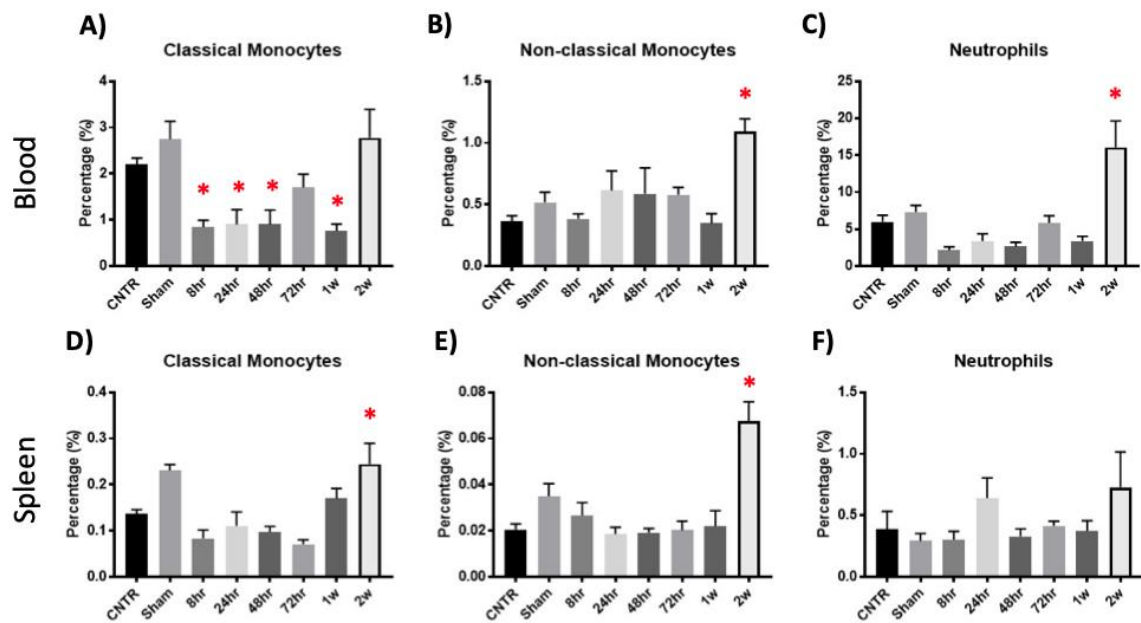 A)
Classical Monocytes
Blood
Percentage (%)
4
3
2
1
0
* * * *
CNTR Sham 8hr 24hr 48hr 72hr 1w 2w
B)
Non-classical Monocytes
Percentage (%)
1.5
1.0
0.5
0.0
*
CNTR Sham 8hr 24hr 48hr 72hr 1w 2w
C)
Neutrophils
Percentage (%)
25
20
15
10
5
0
*
CNTR Sham 8hr 24hr 48hr 72hr 1w 2w
D)
Classical Monocytes
Spleen
Percentage (%)
0.4
0.3
0.2
0.1
0.0
*
CNTR Sham 8hr 24hr 48hr 72hr 1w 2w
E)
Non-classical Monocytes
Percentage (%)
0.08
0.06
0.04
0.02
0.00
*
CNTR Sham 8hr 24hr 48hr 72hr 1w 2w
F)
Neutrophils
Percentage (%)
1.5
1.0
0.5
0.0
CNTR Sham 8hr 24hr 48hr 72hr 1w 2w